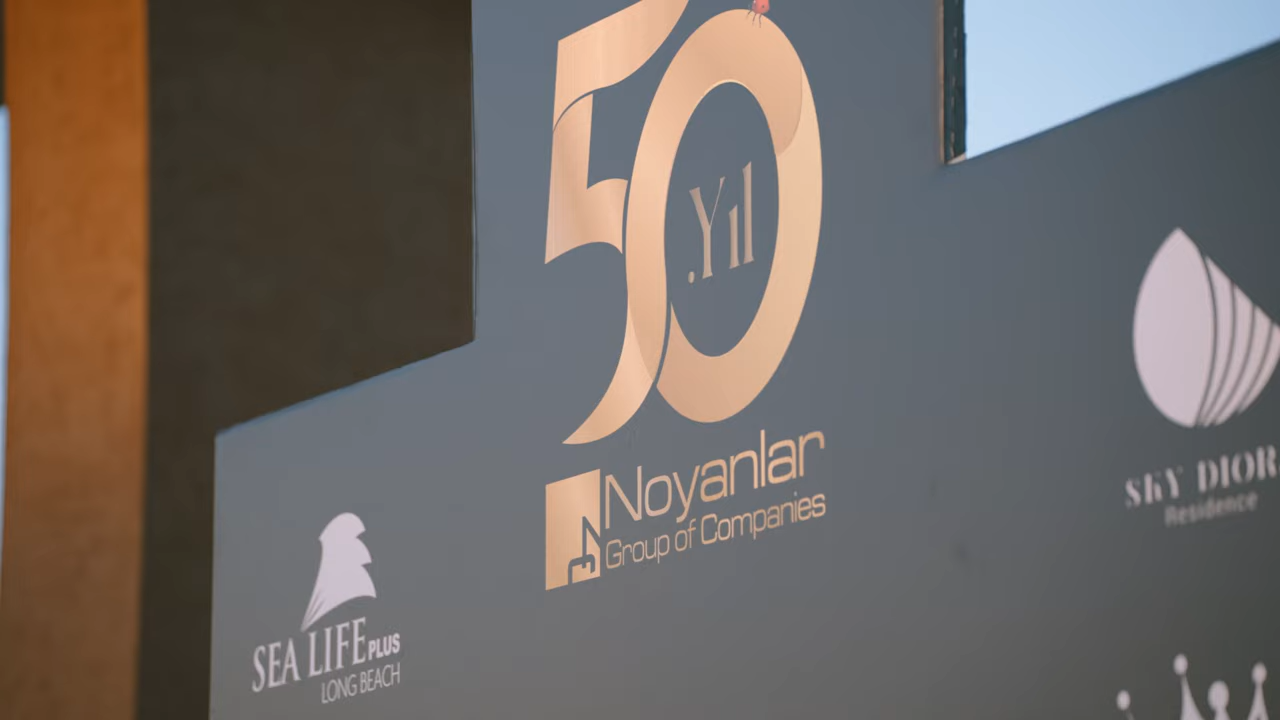 50
.Yıl
Noyanlar
Group of Companies
SEA LIFE PLUS
LONG BEACH
SKY DIOR
Residence